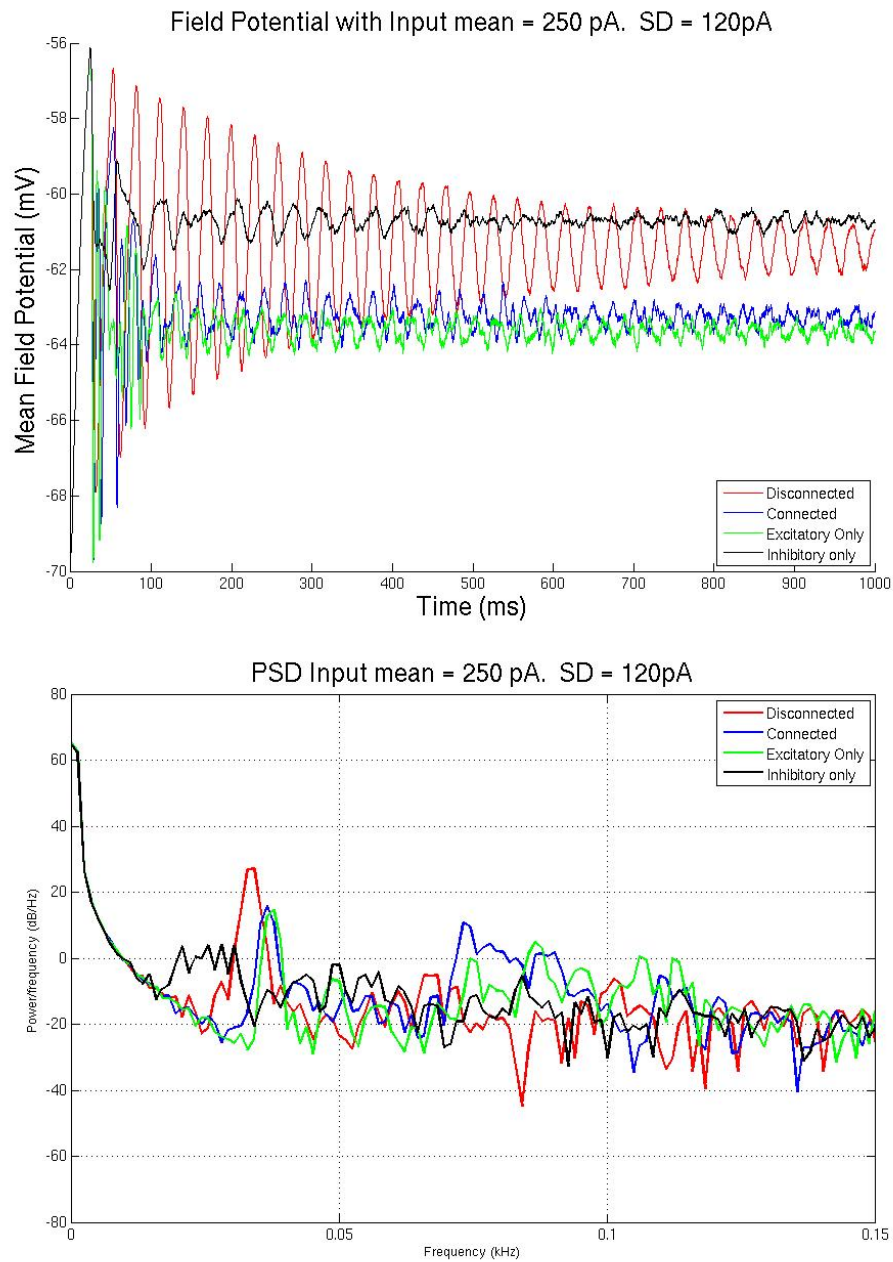 Field Potential with Input mean = 250 pA. SD = 120pA
Mean Field Potential (mV)
-56
-58
-60
-62
-64
-66
-68
-70
Disconnected
Connected
Excitatory Only
Inhibitory only
0 100 200 300 400 500 600 700 800 900 1000
Time (ms)
PSD Input mean = 250 pA. SD = 120pA
Power/frequency (dB/Hz)
80
60
40
20
0
-20
-40
-60
-80
Disconnected
Connected
Excitatory Only
Inhibitory only
0 0.05 0.1 0.15
Frequency (kHz)